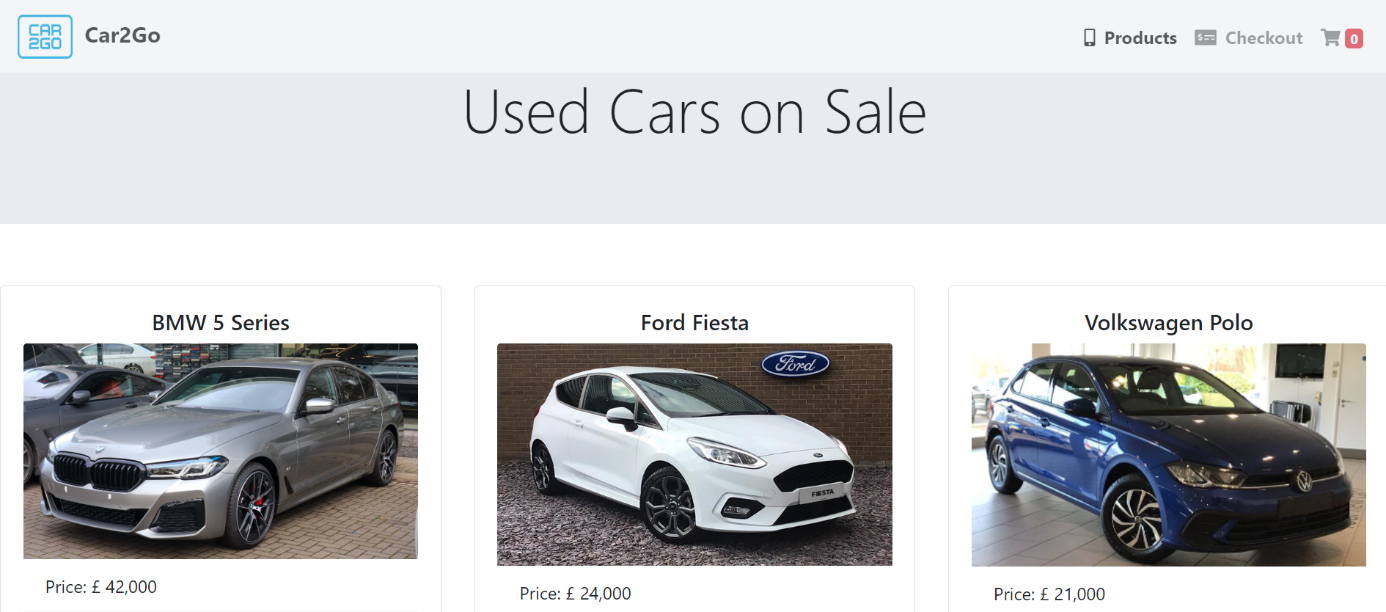 CAR
2GO
Car2Go
Products
Checkout
0
Used Cars on Sale
BMW 5 Series
Ford Fiesta
Volkswagen Polo
Ford
FIESTA
Price: £ 42,000
Price: £ 24,000
Price: £ 21,000